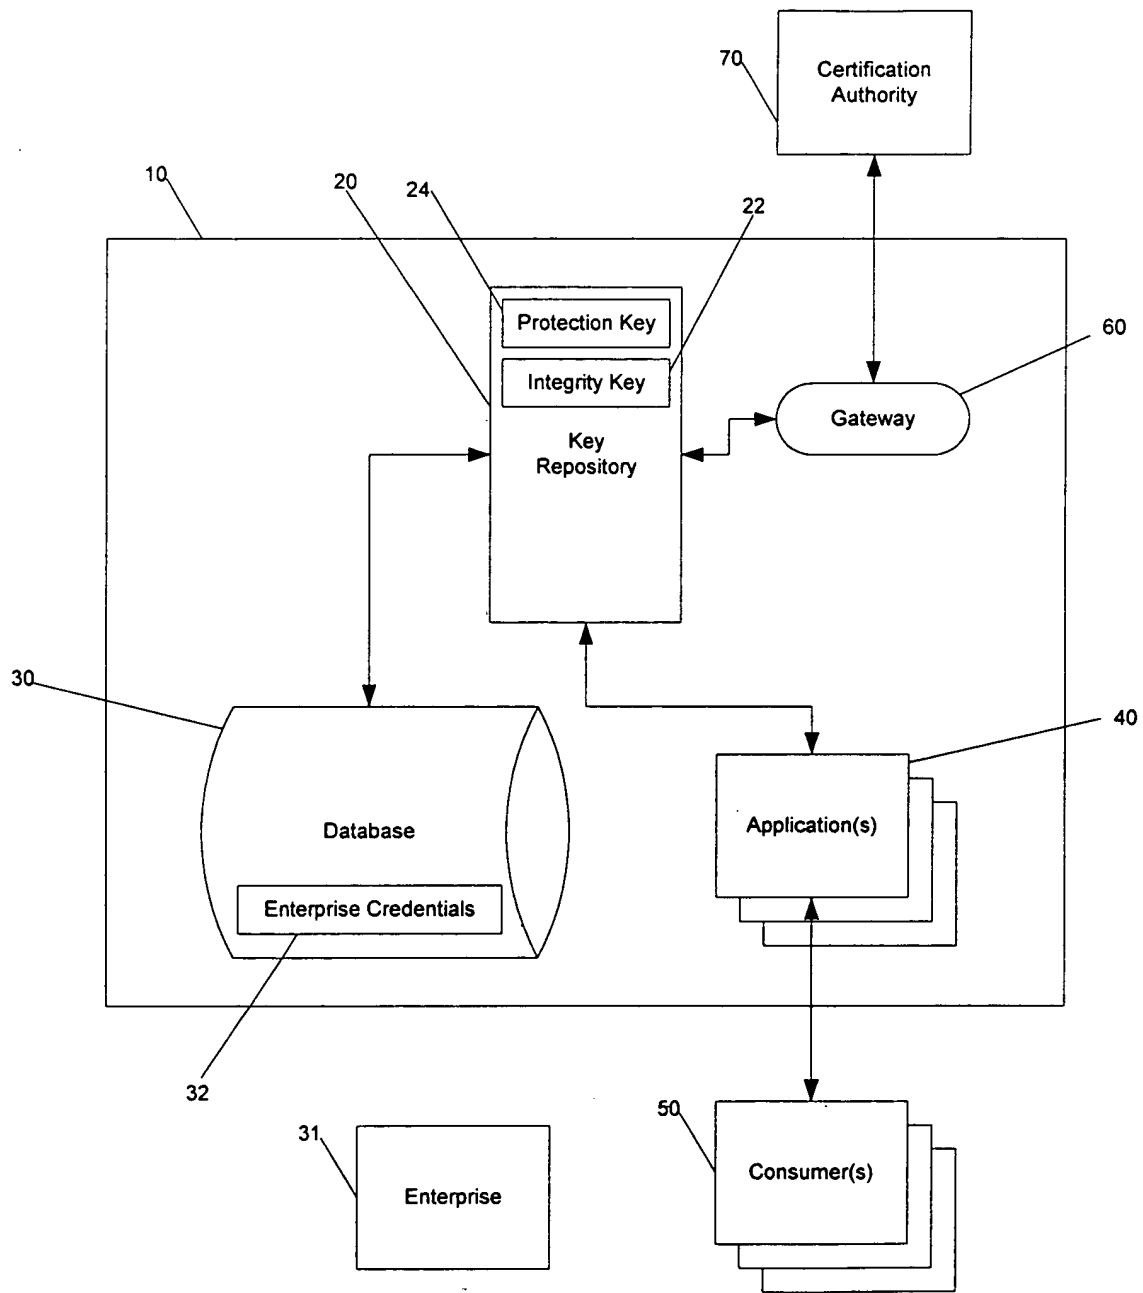 70
Certification
Authority
10
20
24
22
Protection Key
Integrity Key
60
Gateway
Key
Repository
30
40
Database
Application(s)
Enterprise Credentials
32
31
50
Enterprise
Consumer(s)